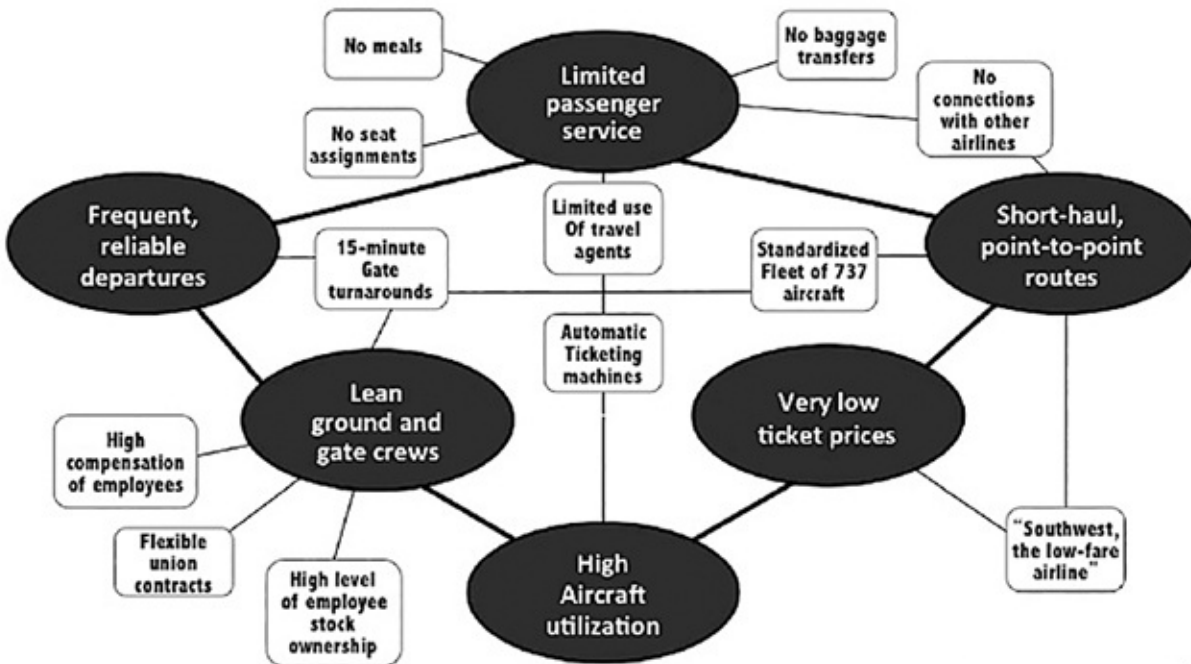 No meals
No baggage
transfers
Limited
passenger
service
No
connections
with other
airlines
No seat
assignments
Frequent,
reliable
departures
15-minute
Gate
turnarounds
Limited use
Of travel
agents
Standardized
Fleet of 737
aircraft
Short-haul,
point-to-point
routes
Automatic
Ticketing
machines
Lean
ground and
gate crews
Very low
ticket prices
High
compensation
of employees
Flexible
union
contracts
High level
of employee
stock
ownership
High
Aircraft
utilization
"Southwest,
the low-fare
airline"